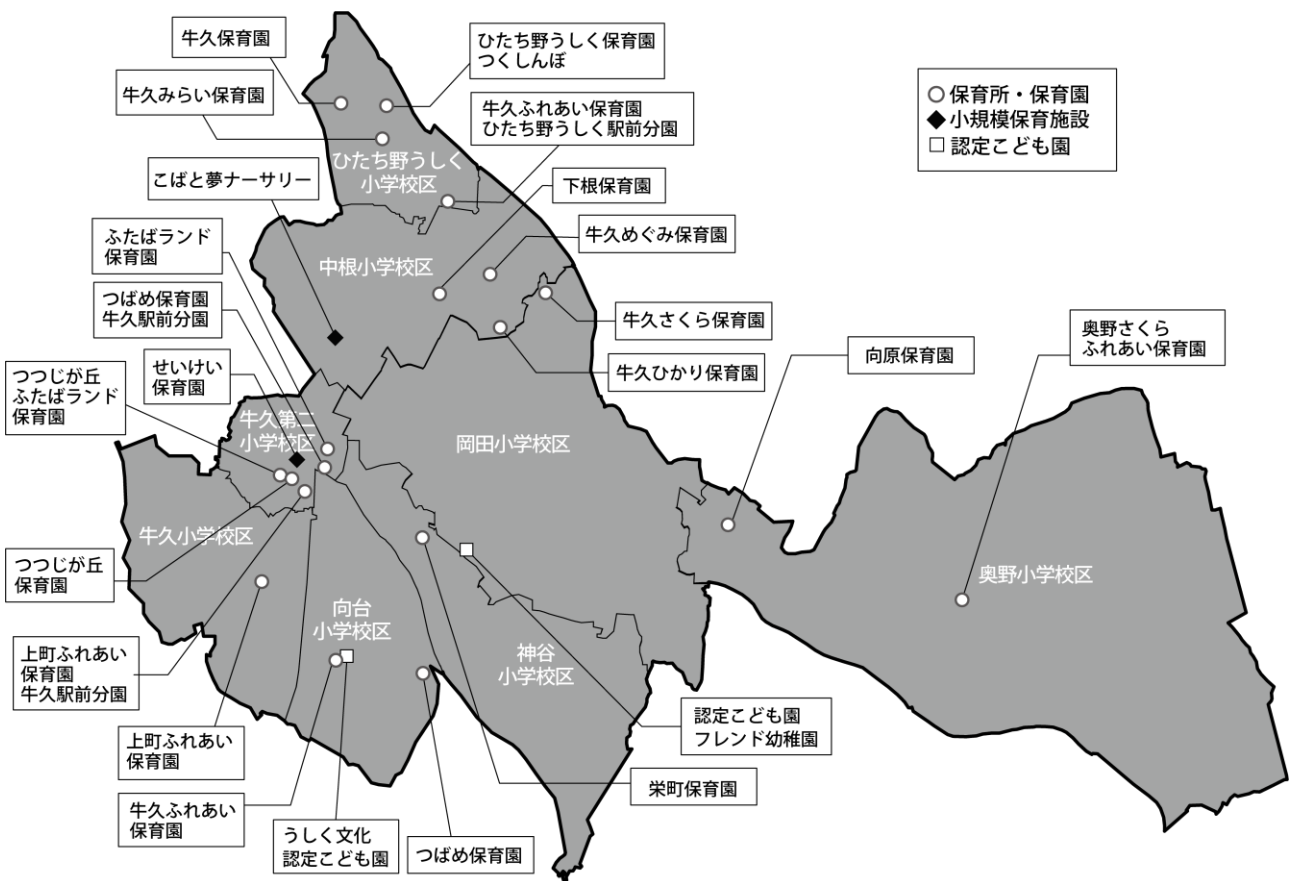 牛久保育園
ひたち野うしく保育園
つくしんぼ
牛久みらい保育園
牛久ふれあい保育園
ひたち野うしく駅前分園
○ 保育所・保育園
◆ 小規模保育施設
□ 認定こども園
ひたち野うしく
小学校区
こばと夢ナーサリー
下根保育園
ふたばランド
保育園
牛久めぐみ保育園
中根小学校区
つばめ保育園
牛久駅前分園
牛久さくら保育園
奥野さくら
ふれあい保育園
せいけい
保育園
向原保育園
牛久ひかり保育園
つつじが丘
ふたばランド
保育園
牛久第二
小学校区
岡田小学校区
牛久小学校区
つつじが丘
保育園
奥野小学校区
向台
小学校区
神谷
小学校区
上町ふれあい
保育園
牛久駅前分園
認定こども園
フレンド幼稚園
上町ふれあい
保育園
栄町保育園
牛久ふれあい
保育園
うしく文化
認定こども園
つばめ保育園